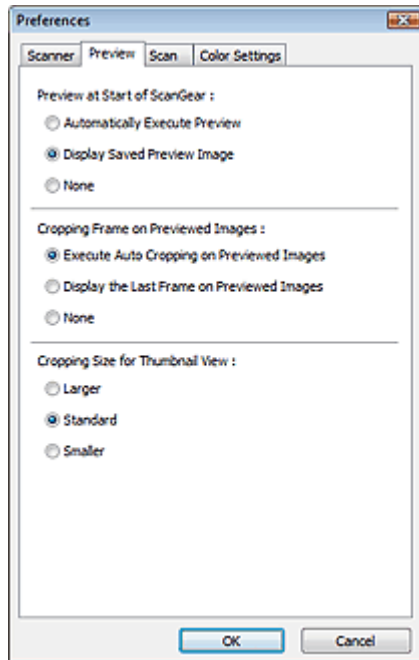 Preferences
Scanner Preview Scan Color Settings
Preview at Start of ScanGear :
Automatically Execute Preview
Display Saved Preview Image
None
Cropping Frame on Previewed Images :
Execute Auto Cropping on Previewed Images
Display the Last Frame on Previewed Images
None
Cropping Size for Thumbnail View :
Larger
Standard
Smaller
OK Cancel